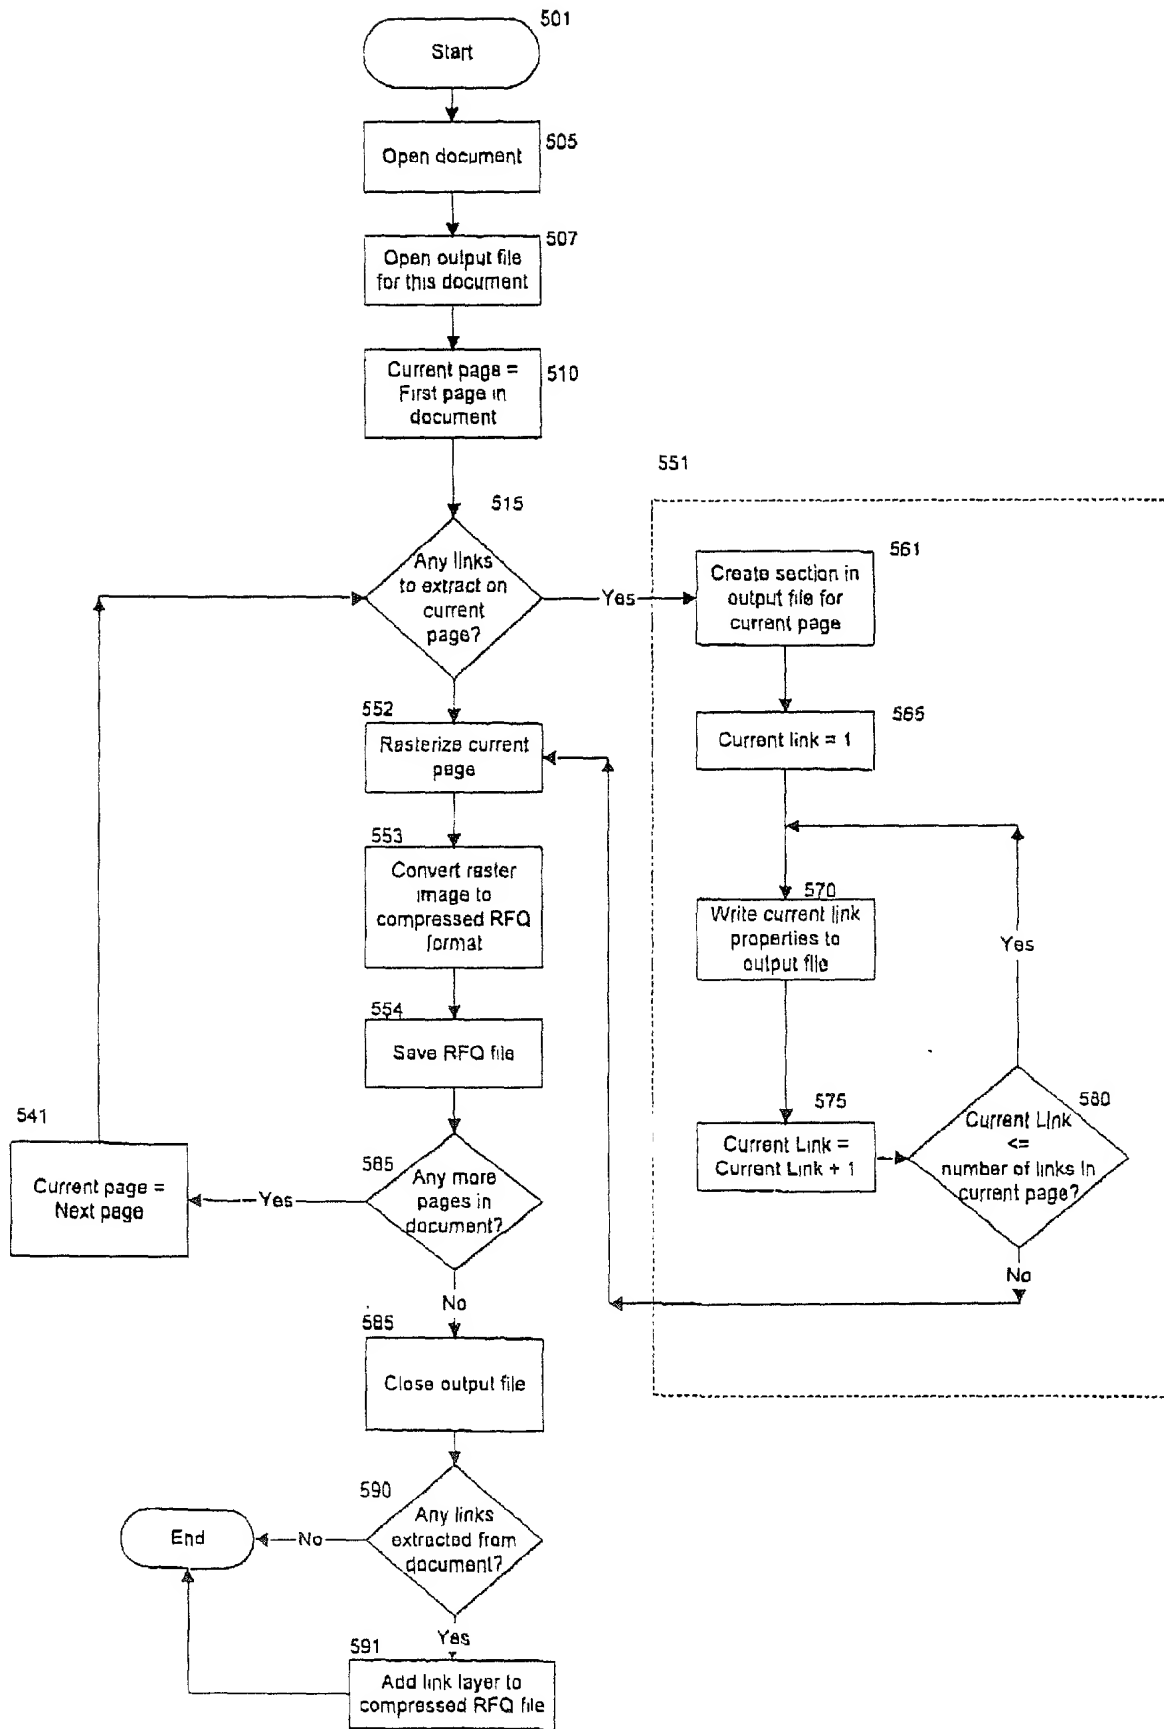 501
Start
505
Open document
507
Open output file
for this document
510
Current page =
First page in
document
551
515
Any links
to extract on
current
page?
Yes
561
Create section in
output file for
current page
565
Current link = 1
552
Rasterize current
page
553
Convert raster
image to
compressed RFQ
format
570
Write current link
properties to
output file
Yes
554
Save RFQ file
541
Current page =
Next page
Yes
585
Any more
pages in
document?
575
Current Link =
Current Link + 1
580
Current Link
<=
number of links in
current page?
No
No
585
Close output file
590
Any links
extracted from
document?
No
End
Yes
591
Add link layer to
compressed RFQ file